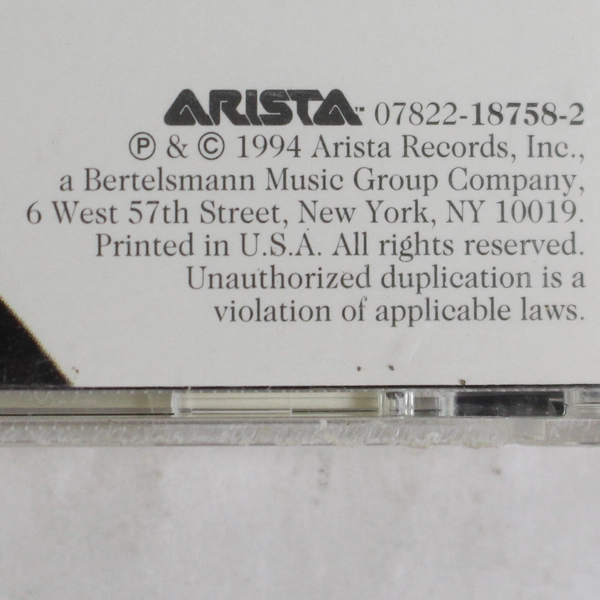 ARISTA™ 07822-18758-2
℗ & © 1994 Arista Records, Inc.,
a Bertelsmann Music Group Company,
6 West 57th Street, New York, NY 10019.
Printed in U.S.A. All rights reserved.
Unauthorized duplication is a
violation of applicable laws.